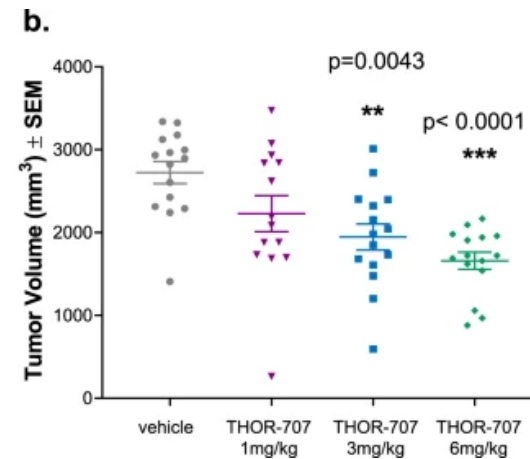 b.
p=0.0043
**
p< 0.0001
***
Tumor Volume (mm³) ± SEM
4000
3000
2000
1000
0
vehicle
THOR-707
1mg/kg
THOR-707
3mg/kg
THOR-707
6mg/kg